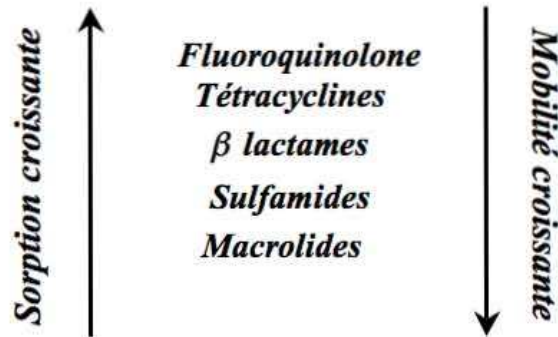 Sorption croissante
Fluoroquinolone
Tétracyclines
β lactames
Sulfamides
Macrolides
Mobilité croissante